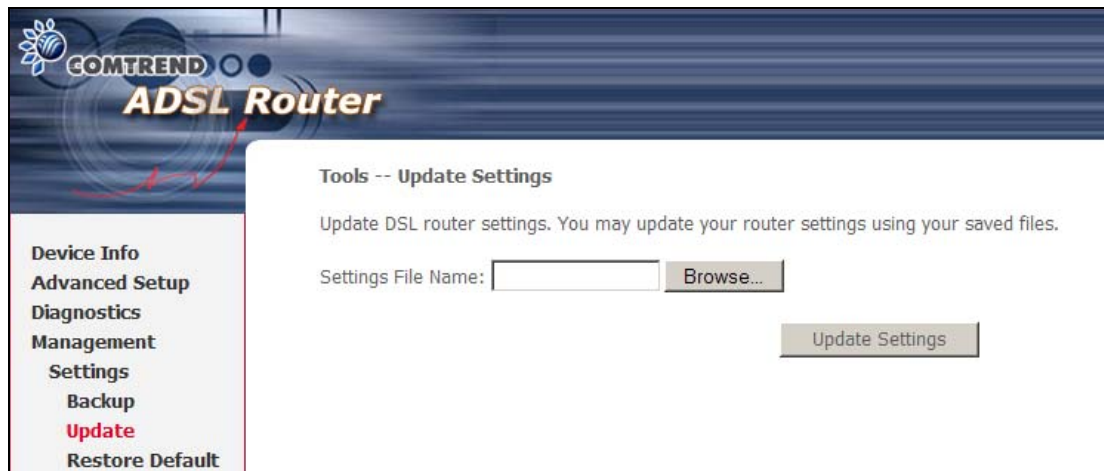 COMTREND
ADSL Router
Tools -- Update Settings
Update DSL router settings. You may update your router settings using your saved files.
Settings File Name:
Browse...
Update Settings
Device Info
Advanced Setup
Diagnostics
Management
Settings
Backup
Update
Restore Default